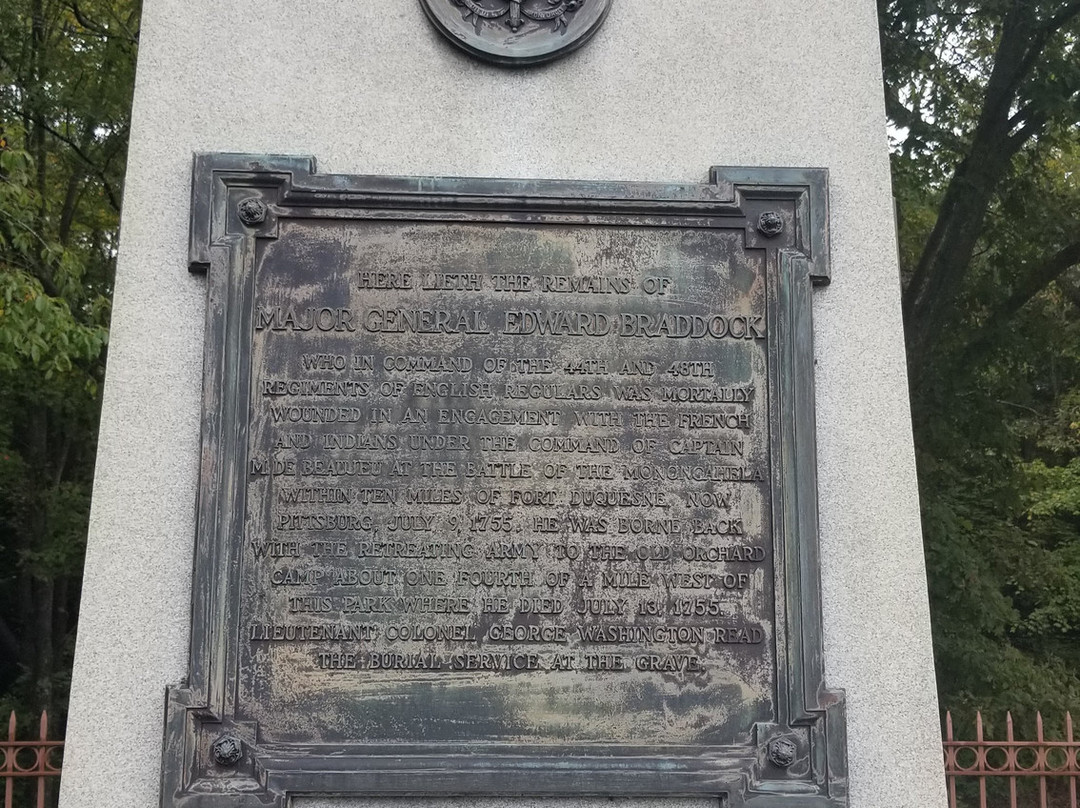 HERE LIETH THE REMAINS OF
MAJOR GENERAL EDWARD BRADDOCK
WHO IN COMMAND OF THE 44TH AND 48TH
REGIMENTS OF ENGLISH REGULARS WAS MORTALLY
WOUNDED IN AN ENGAGEMENT WITH THE FRENCH
AND INDIANS UNDER THE COMMAND OF CAPTAIN
M. DE BEAUJEU AT THE BATTLE OF THE MONONGAHELA
WITHIN TEN MILES OF FORT DUQUESNE, NOW
PITTSBURG, JULY 9, 1755. HE WAS BORNE BACK
WITH THE RETREATING ARMY TO THE OLD ORCHARD
CAMP ABOUT ONE FOURTH OF A MILE WEST OF
THIS PARK WHERE HE DIED JULY 13, 1755.
LIEUTENANT COLONEL GEORGE WASHINGTON READ
THE BURIAL SERVICE AT THE GRAVE.